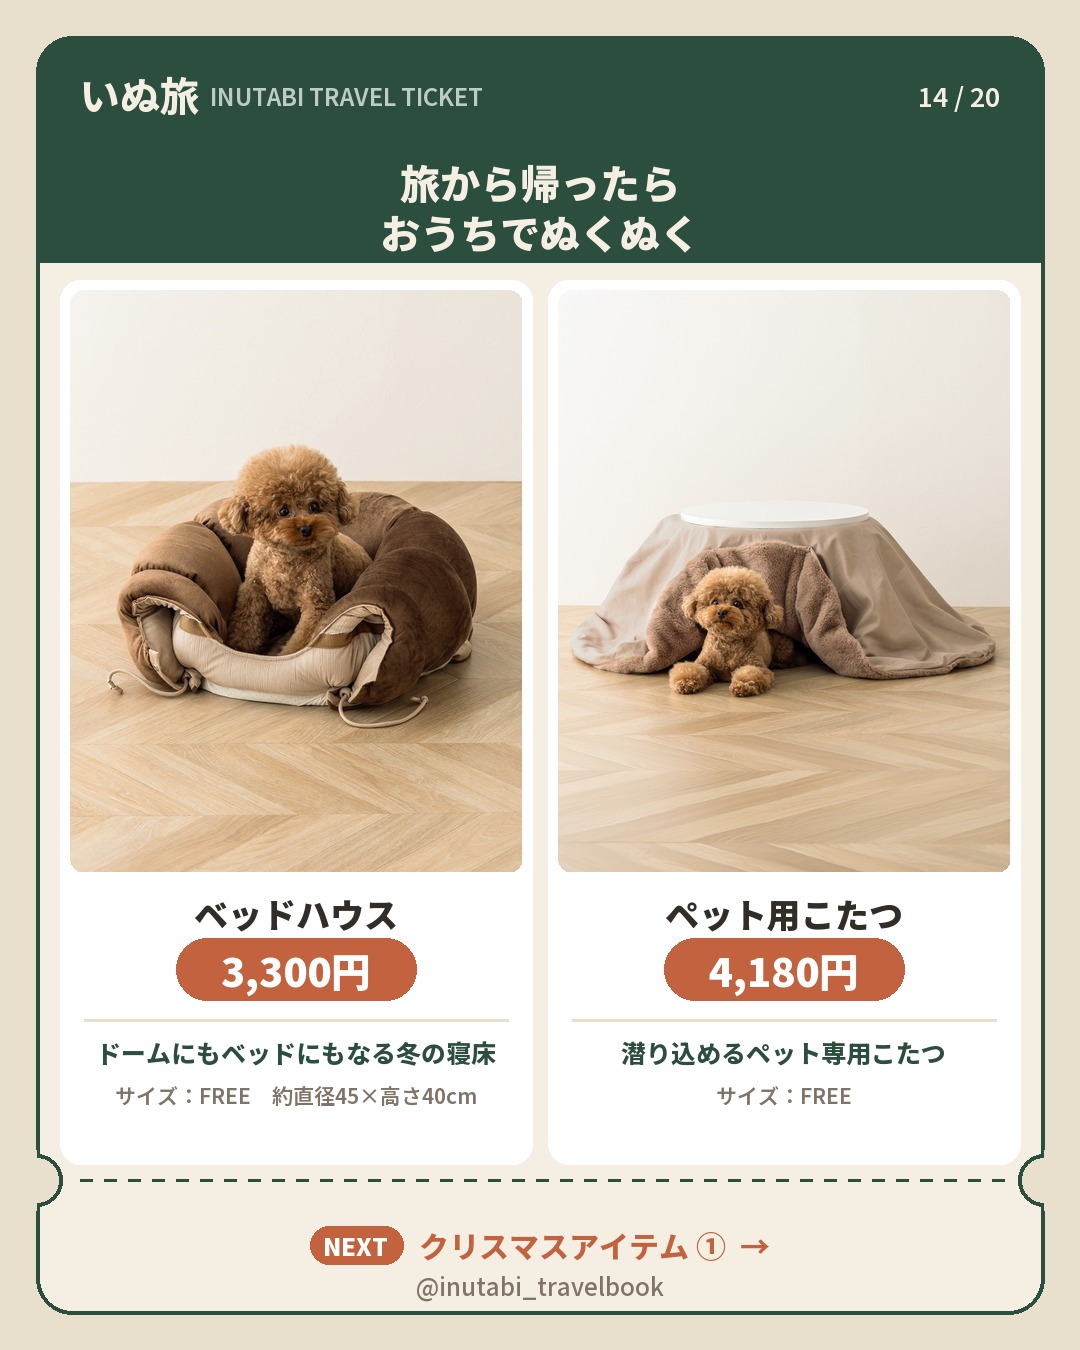 いぬ旅 INUTABI TRAVEL TICKET
14 / 20
旅から帰ったら
おうちでぬくぬく
ベッドハウス
3,300円
ドームにもベッドにもなる冬の寝床
サイズ：FREE　約直径45×高さ40cm
ペット用こたつ
4,180円
潜り込めるペット専用こたつ
サイズ：FREE
NEXT クリスマスアイテム ① →
@inutabi_travelbook